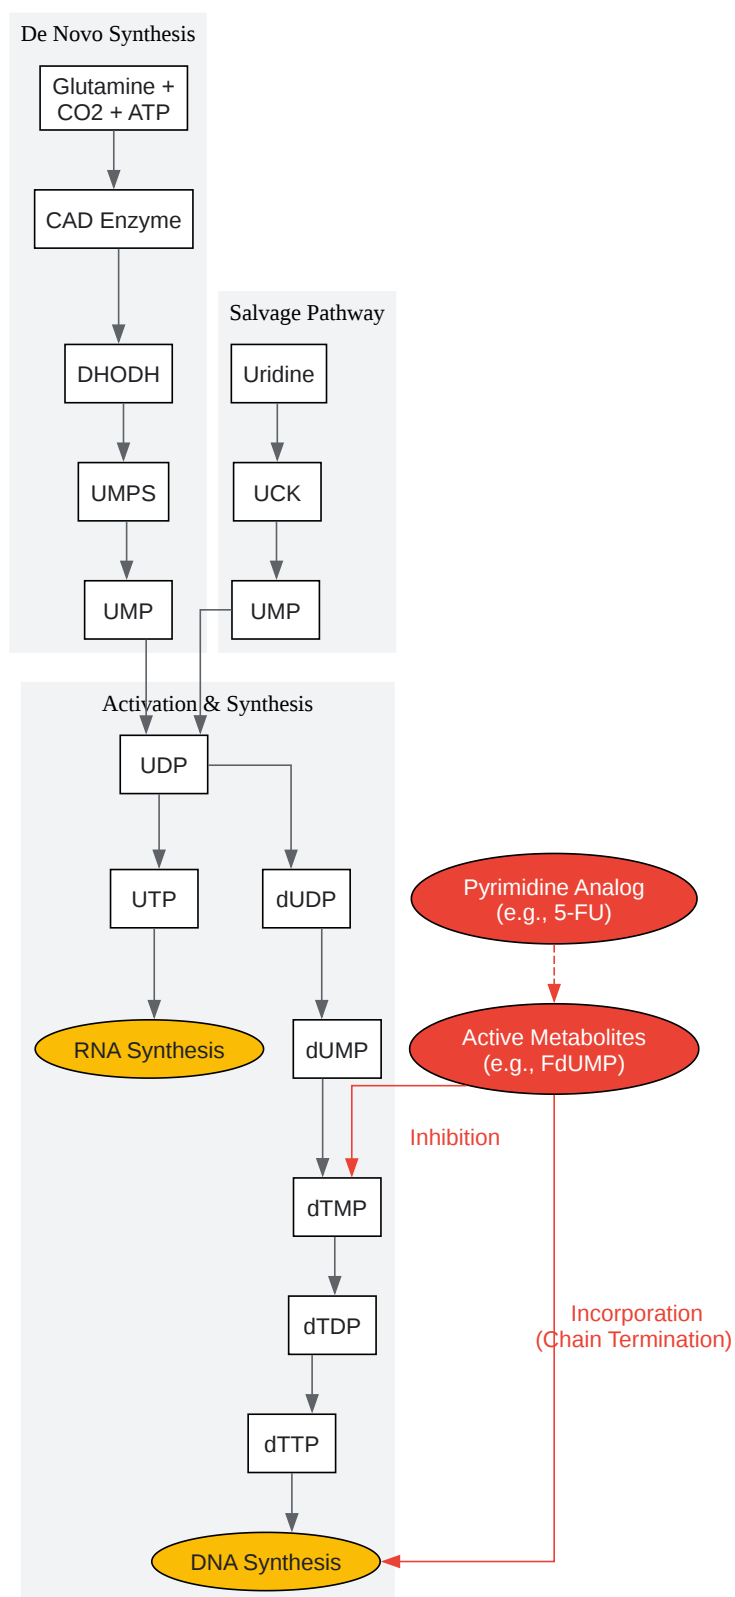 De Novo Synthesis
Glutamine +
CO2 + ATP
CAD Enzyme
DHODH
UMPS
UMP
Salvage Pathway
Uridine
UCK
UMP
Activation & Synthesis
UDP
UTP
dUDP
RNA Synthesis
dUMP
dTMP
dTDP
dTTP
DNA Synthesis
Pyrimidine Analog
(e.g., 5-FU)
Active Metabolites
(e.g., FdUMP)
Inhibition
Incorporation
(Chain Termination)